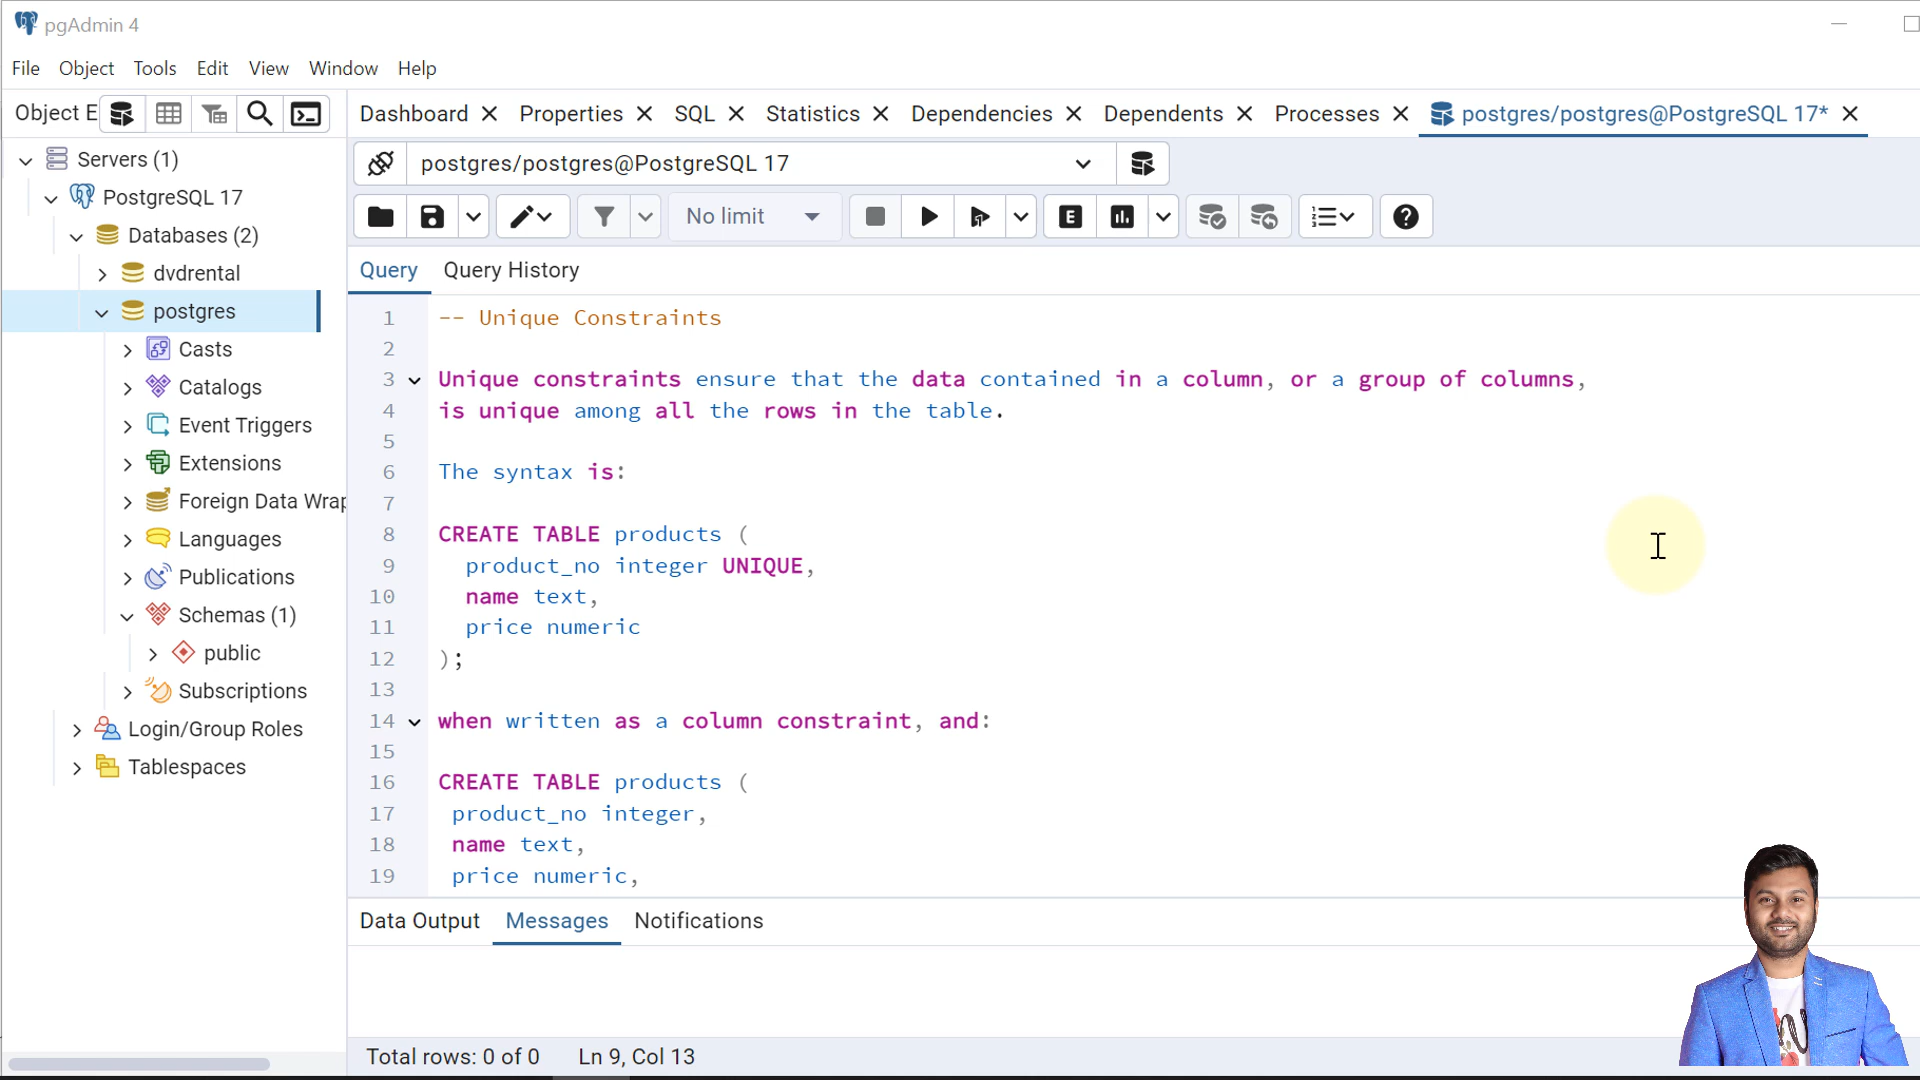 pgAdmin 4
File Object Tools Edit View Window Help
Object E
Dashboard Properties SQL Statistics Dependencies Dependents Processes postgres/postgres@PostgreSQL 17*
Servers (1)
PostgreSQL 17
Databases (2)
dvdrental
postgres
Casts
Catalogs
Event Triggers
Extensions
Foreign Data Wrap
Languages
Publications
Schemas (1)
public
Subscriptions
Login/Group Roles
Tablespaces
postgres/postgres@PostgreSQL 17
No limit
E
Query Query History
1 -- Unique Constraints
2
3 Unique constraints ensure that the data contained in a column, or a group of columns,
4 is unique among all the rows in the table.
5
6 The syntax is:
7
8 CREATE TABLE products (
9 product_no integer UNIQUE,
10 name text,
11 price numeric
12 );
13
14 when written as a column constraint, and:
15
16 CREATE TABLE products (
17 product_no integer,
18 name text,
19 price numeric,
Data Output Messages Notifications
Total rows: 0 of 0 Ln 9, Col 13